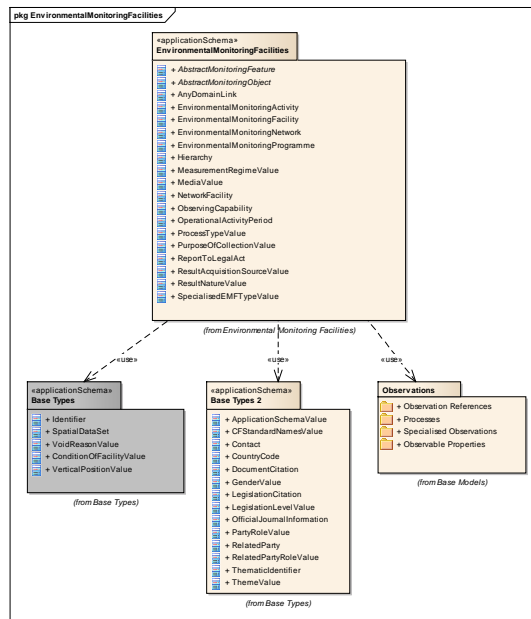 pkg EnvironmentalMonitoringFacilities
«applicationSchema»
EnvironmentalMonitoringFacilities
+ AbstractMonitoringFeature
+ AbstractMonitoringObject
+ AnyDomainLink
+ EnvironmentalMonitoringActivity
+ EnvironmentalMonitoringFacility
+ EnvironmentalMonitoringNetwork
+ EnvironmentalMonitoringProgramme
+ Hierarchy
+ MeasurementRegimeValue
+ MediaValue
+ NetworkFacility
+ ObservingCapability
+ OperationalActivityPeriod
+ ProcessTypeValue
+ PurposeOfCollectionValue
+ ReportToLegalAct
+ ResultAcquisitionSourceValue
+ ResultNatureValue
+ SpecialisedEMFTypeValue
(from Environmental Monitoring Facilities)
«use»
«use»
«use»
«applicationSchema»
Base Types
+ Identifier
+ SpatialDataSet
+ VoidReasonValue
+ ConditionOfFacilityValue
+ VerticalPositionValue
(from Base Types)
«applicationSchema»
Base Types 2
+ ApplicationSchemaValue
+ CFStandardNamesValue
+ Contact
+ CountryCode
+ DocumentCitation
+ GenderValue
+ LegislationCitation
+ LegislationLevelValue
+ OfficialJournalInformation
+ PartyRoleValue
+ RelatedParty
+ RelatedPartyRoleValue
+ ThematicIdentifier
+ ThemeValue
(from Base Types)
Observations
+ Observation References
+ Processes
+ Specialised Observations
+ Observable Properties
(from Base Models)